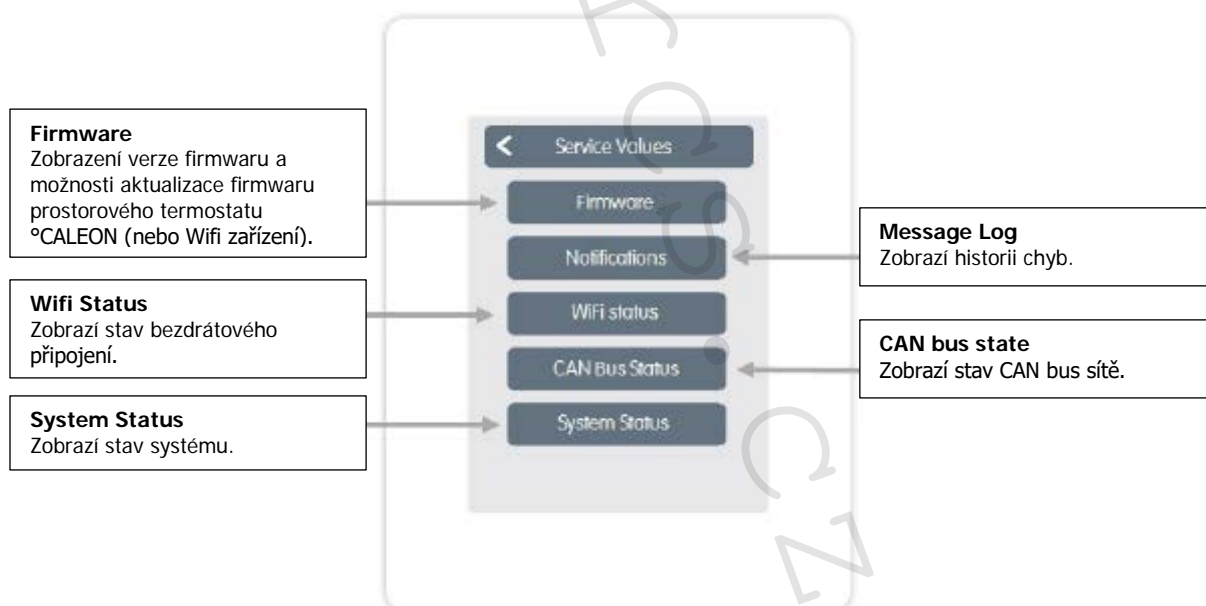 Firmware
Zobrazení verze firmwaru a
možnosti aktualizace firmwaru
prostorového termostatu
°CALEON (nebo Wifi zařízení).
Wifi Status
Zobrazí stav bezdrátového
připojení.
System Status
Zobrazí stav systému.
Service Values
Firmware
Notifications
WiFi status
CAN Bus Status
System Status
Message Log
Zobrazí historii chyb.
CAN bus state
Zobrazí stav CAN bus sítě.
ACS.CZ